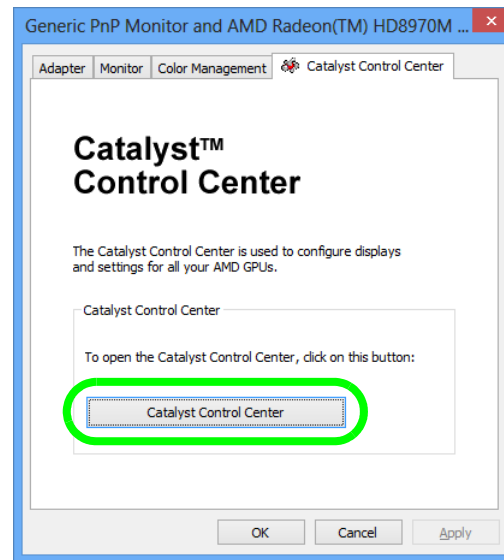 Generic PnP Monitor and AMD Radeon(TM) HD8970M ...
Adapter Monitor Color Management Catalyst Control Center
Catalyst™
Control Center
The Catalyst Control Center is used to configure displays
and settings for all your AMD GPUs.
Catalyst Control Center
To open the Catalyst Control Center, click on this button:
Catalyst Control Center
OK Cancel Apply